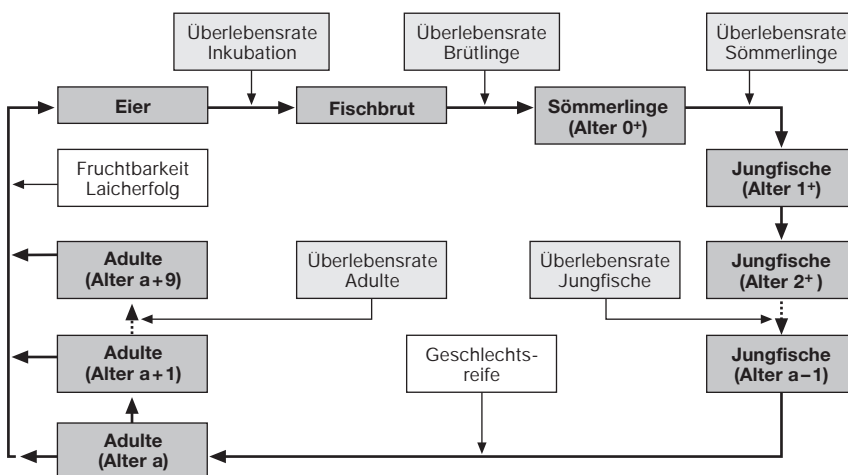 Überlebensrate
Inkubation
Überlebensrate
Brütlinge
Überlebensrate
Sömmerlinge
Eier
Fischbrut
Sömmerlinge
(Alter 0+)
Fruchtbarkeit
Laicherfolg
Jungfische
(Alter 1+)
Adulte
(Alter a+9)
Überlebensrate
Adulte
Überlebensrate
Jungfische
Jungfische
(Alter 2+)
Adulte
(Alter a+1)
Geschlechts-
reife
Jungfische
(Alter a–1)
Adulte
(Alter a)